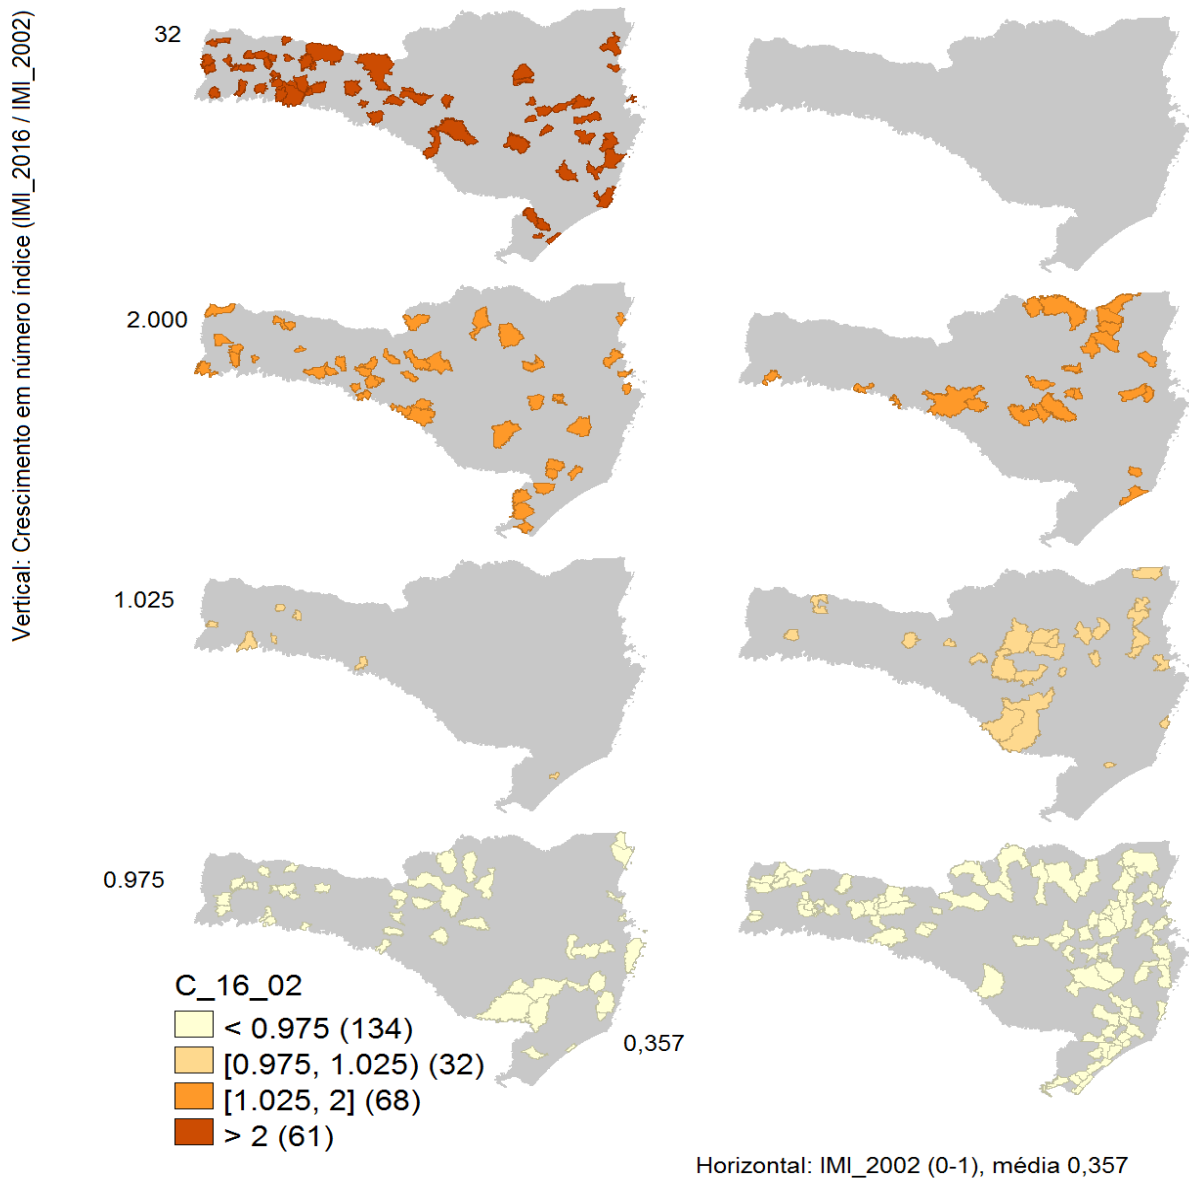 Vertical: Crescimento em número índice (IMI_2016 / IMI_2002)
32
2.000
1.025
0.975
C_16_02
< 0.975 (134)
[0.975, 1.025) (32)
[1.025, 2] (68)
> 2 (61)
0,357
Horizontal: IMI_2002 (0-1), média 0,357